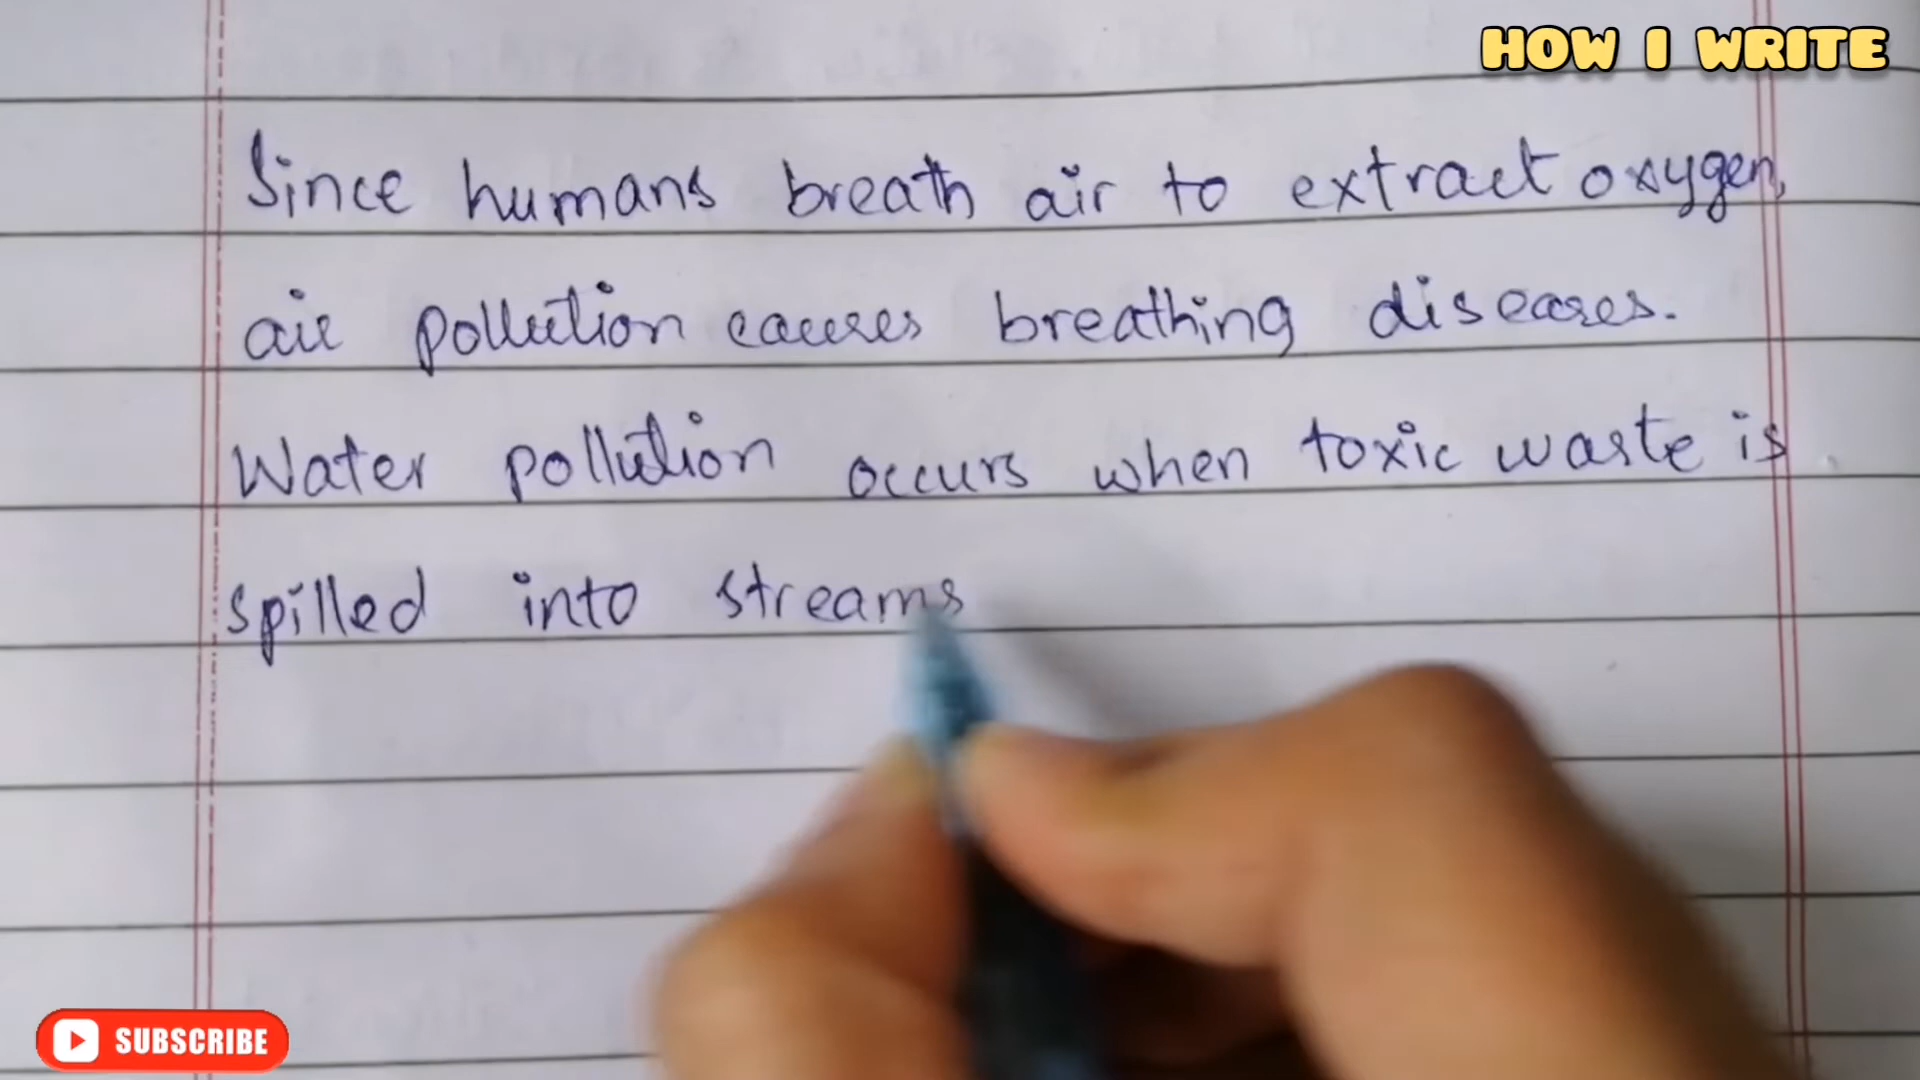 HOW I WRITE
Since humans breath air to extract oxygen,
air pollution causes breathing diseases.
Water pollution occurs when toxic waste is
spilled into streams
SUBSCRIBE